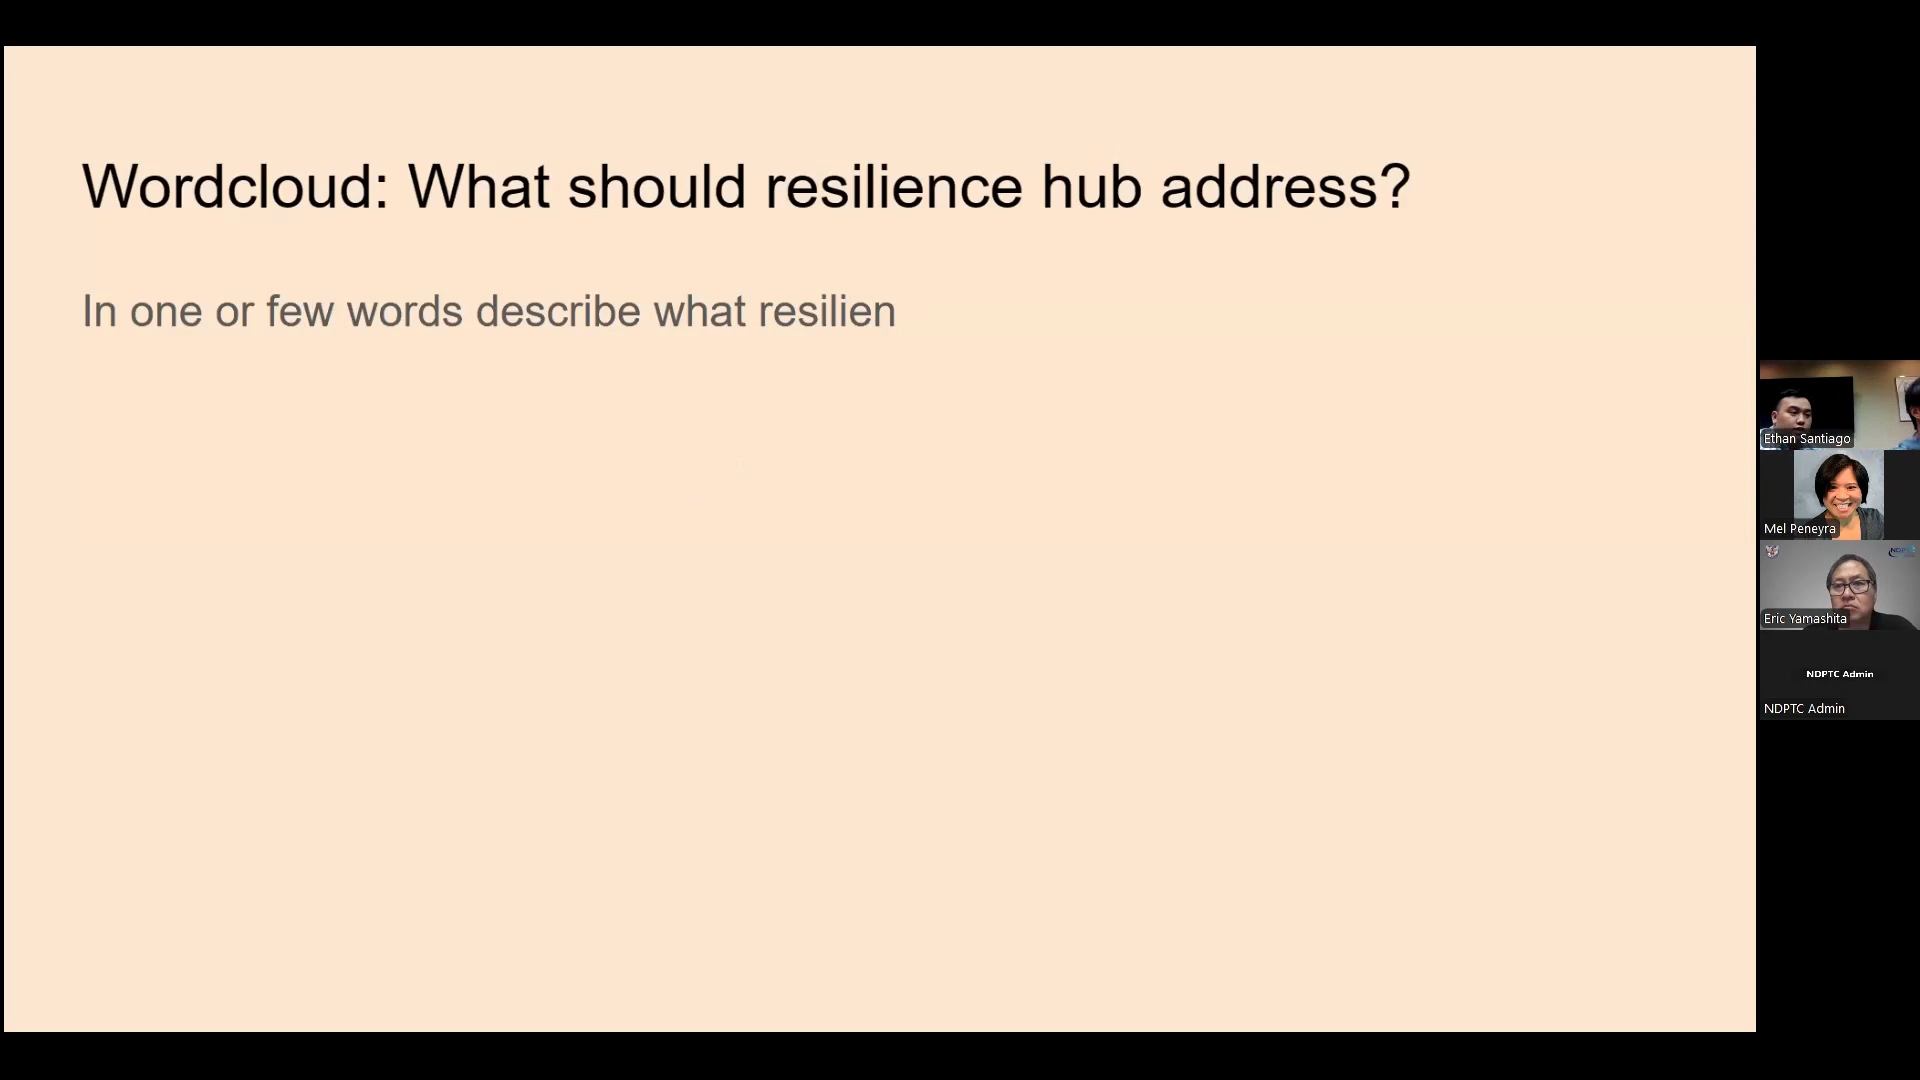 Wordcloud: What should resilience hub address?
In one or few words describe what resilien
Ethan Santiago
Mel Peneyra
Eric Yamashita
NDPTC Admin
NDPTC Admin